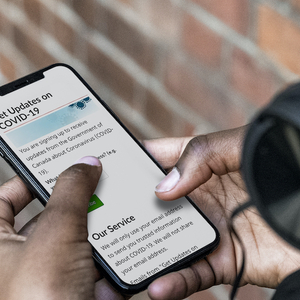 et Updates on
COVID-19
You are signing up to receive
updates from the Government of
Canada about Coronavirus (COVID-
19).
(e.g.
Our Service
We will only use your email address
to send you trusted information
about COVID-19. We will not share
your email address.
Emails from "Get Updates on